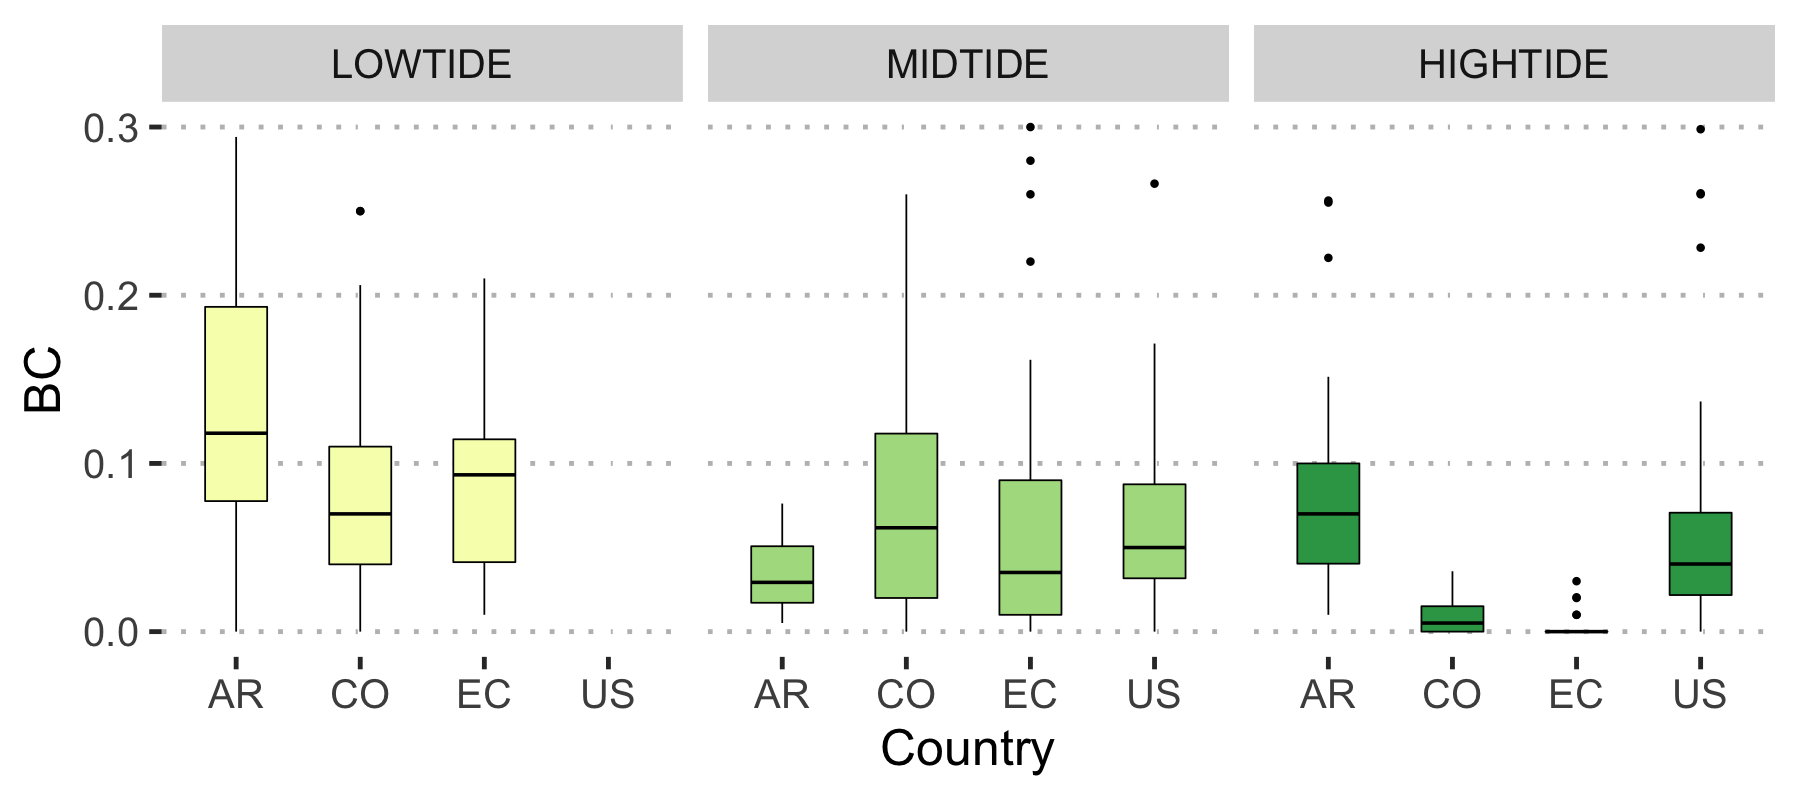 LOWTIDE MIDTIDE HIGHTIDE
0.3
0.2
0.1
0.0
BC
AR CO EC US AR CO EC US AR CO EC US
Country